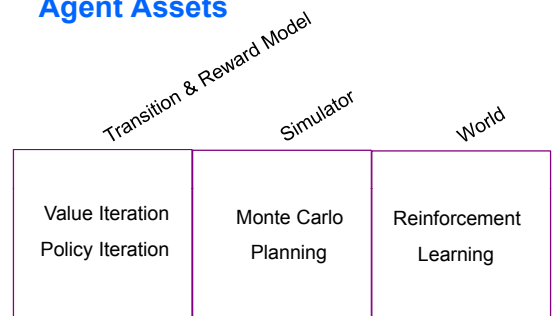 Agent Assets
Transition & Reward Model
Simulator
World
Value Iteration
Policy Iteration
Monte Carlo
Planning
Reinforcement
Learning